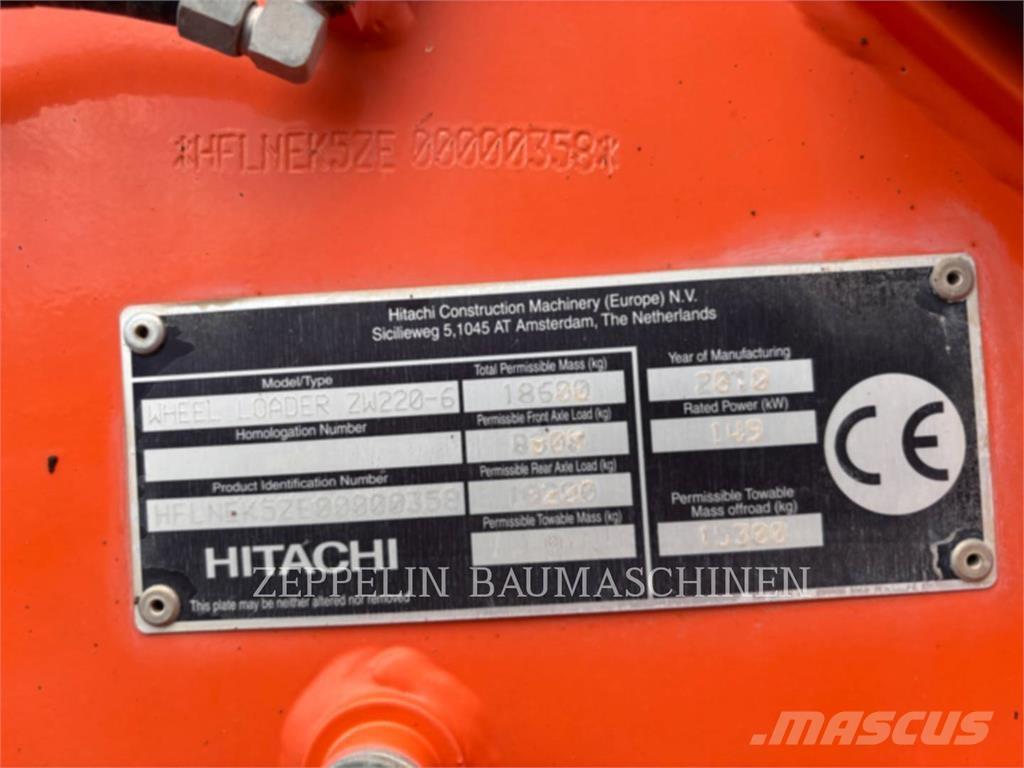 *HFLNEK5ZE 00000358*
Hitachi Construction Machinery (Europe) N.V.
Sicilieweg 5,1045 AT Amsterdam, The Netherlands
Model/Type
WHEEL LOADER ZW220-6
Homologation Number
Product Identification Number
HFLNEK5ZE00000358
HITACHI
This plate may be neither altered nor removed
Total Permissible Mass (kg)
18600
Permissible Front Axle Load (kg)
Permissible Rear Axle Load (kg)
Permissible Towable Mass (kg)
Year of Manufacturing
Rated Power (kW)
149
Permissible Towable
Mass offroad (kg)
CE
ZEPPELIN BAUMASCHINEN
MASCUS